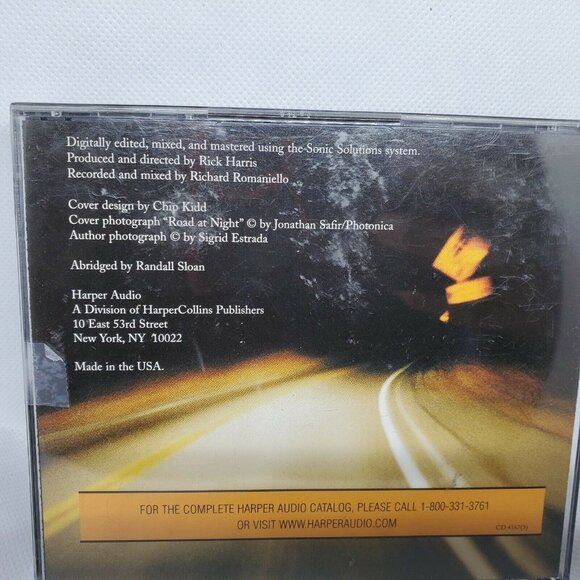 Digitally edited, mixed, and mastered using the Sonic Solutions system.
Produced and directed by Rick Harris
Recorded and mixed by Richard Romaniello
Cover design by Chip Kidd
Cover photograph "Road at Night" © by Jonathan Safir/Photonica
Author photograph © by Sigrid Estrada
Abridged by Randall Sloan
Harper Audio
A Division of HarperCollins Publishers
10 East 53rd Street
New York, NY 10022
Made in the USA.
FOR THE COMPLETE HARPER AUDIO CATALOG, PLEASE CALL 1-800-331-3761
OR VISIT WWW.HARPERAUDIO.COM
CD 4167(3)